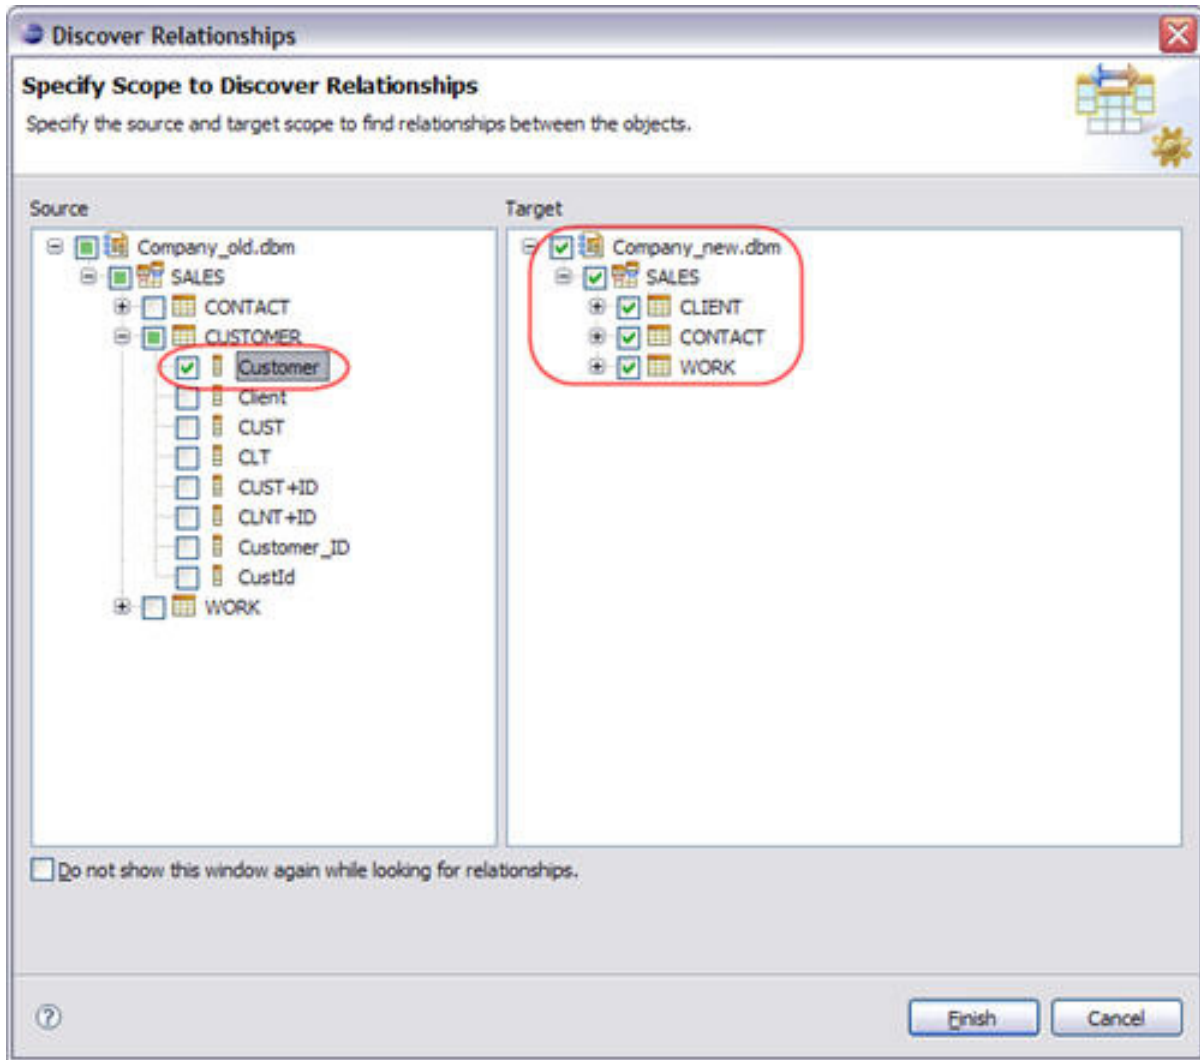 Discover Relationships
Specify Scope to Discover Relationships
Specify the source and target scope to find relationships between the objects.
Source
Company_old.dbm
SALES
CONTACT
CUSTOMER
Customer
Client
CUST
CLT
CUST+ID
CLNT+ID
Customer_ID
CustId
WORK
Target
Company_new.dbm
SALES
CLIENT
CONTACT
WORK
Do not show this window again while looking for relationships.
?
Finish
Cancel